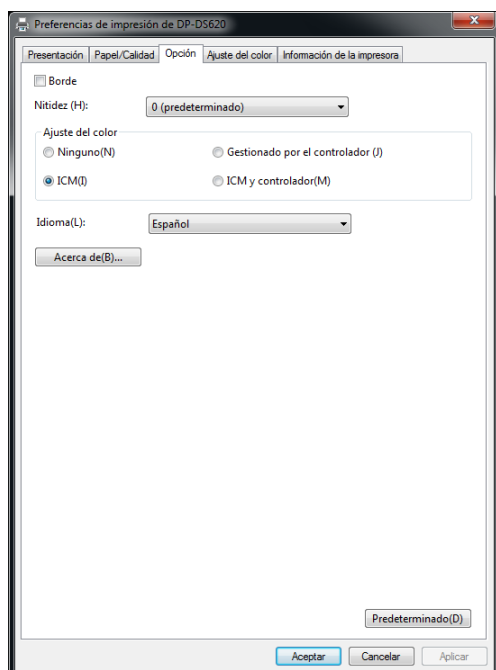 Preferencias de impresión de DP-DS620
Presentación Papel/Calidad Opción Ajuste del color Información de la impresora
Borde
Nitidez (H): 0 (predeterminado)
Ajuste del color
Ninguno(N) Gestionado por el controlador (J)
ICM(I) ICM y controlador(M)
Idioma(L): Español
Acerca de(B)...
Predeterminado(D)
Aceptar Cancelar Aplicar